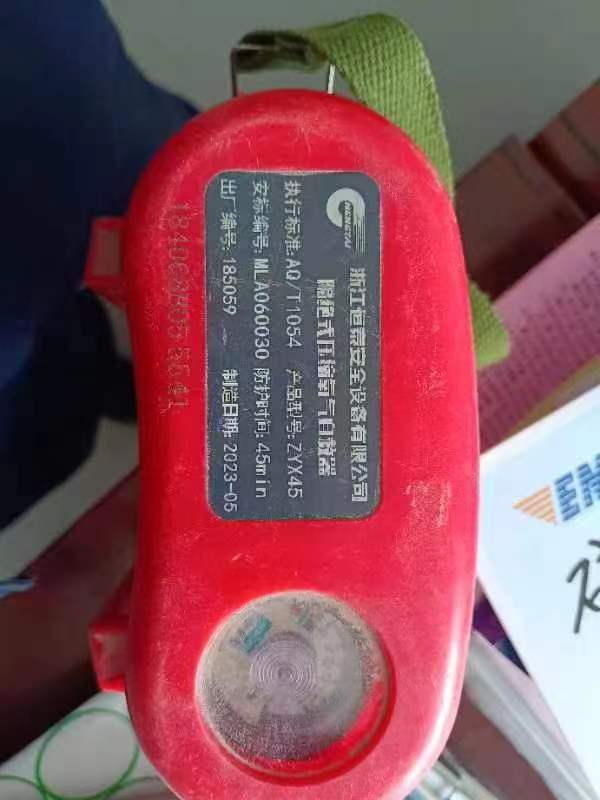 HENGTAI
浙江恒泰安全设备有限公司
隔绝式压缩氧气自救器
执行标准:AQ/T1054 产品型号:ZYX45
安标编号:MLA060030 防护时间:45min
出厂编号:185059 制造日期:2023-05